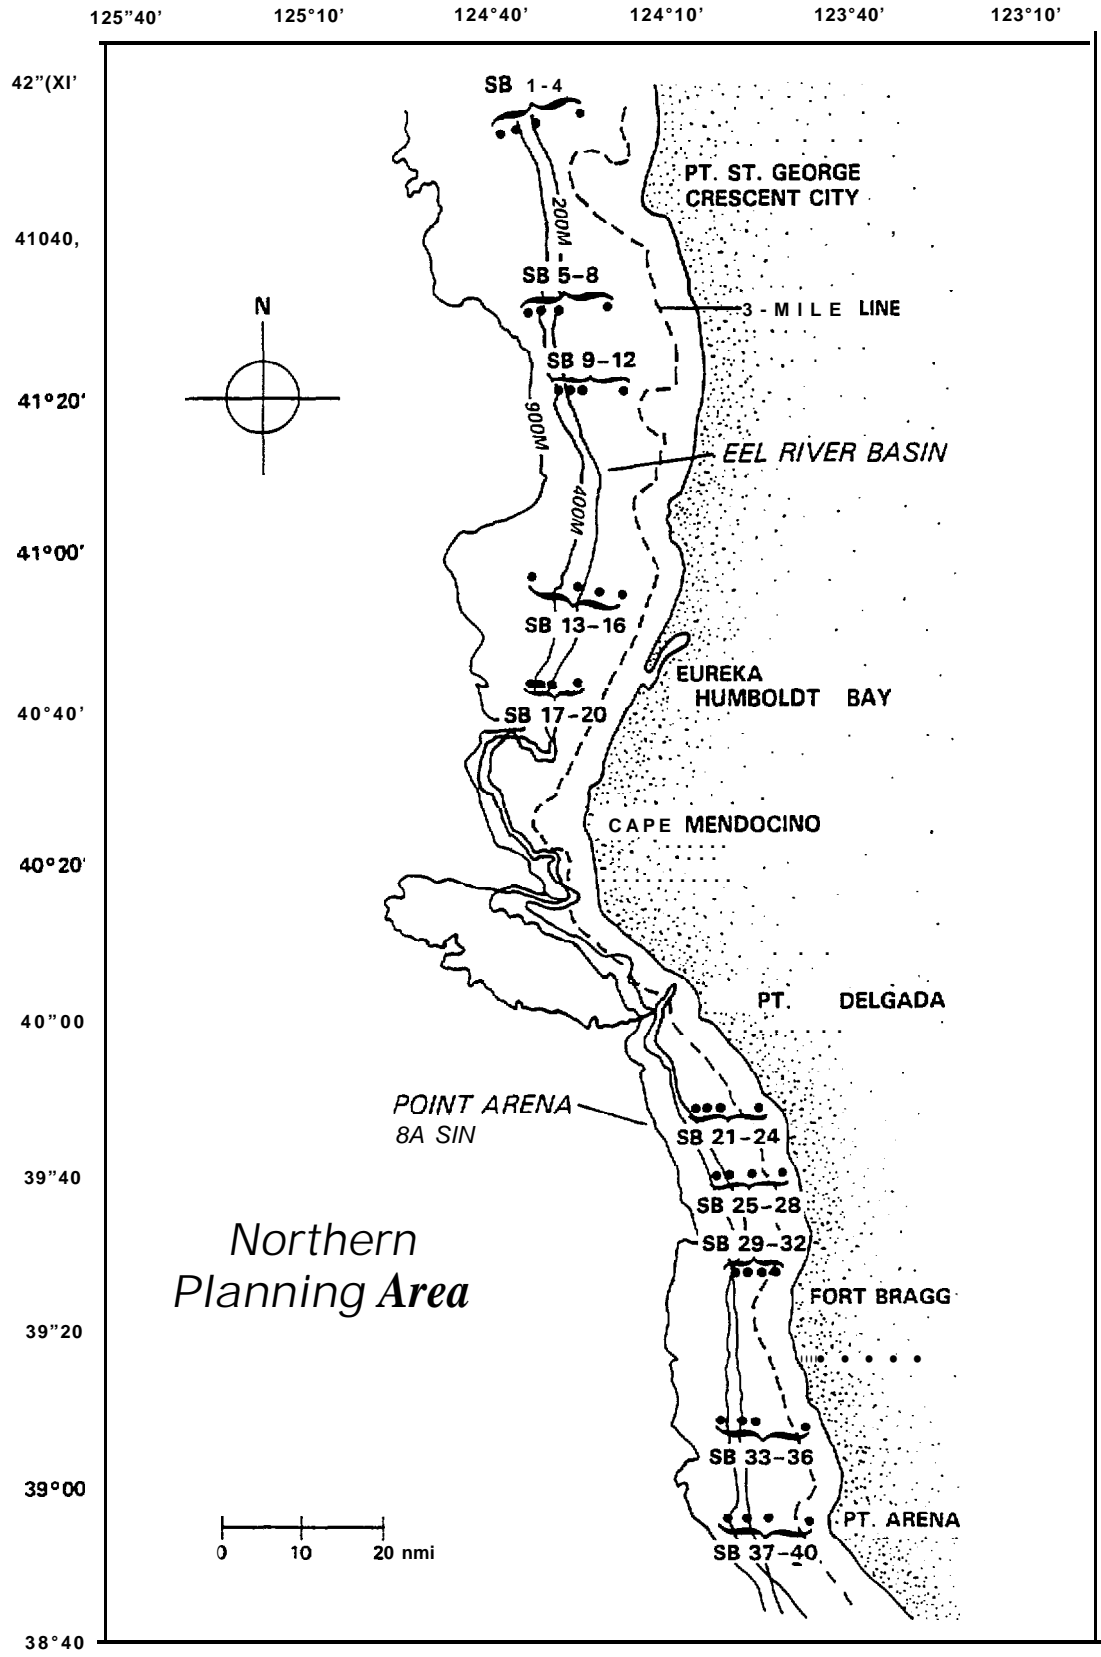 125”40’ 125°10’ 124°40’ 124°10’ 123°40’ 123°10’
42”(XI’
SB 1-4
PT. ST. GEORGE
CRESCENT CITY
200M
41040,
SB 5-8
N
3-MILE LINE
SB 9-12
41°20'
900M
EEL RIVER BASIN
400M
41°00'
SB 13-16
EUREKA
HUMBOLDT BAY
40°40’
SB 17-20
CAPE MENDOCINO
40°20'
PT. DELGADA
40”00
POINT ARENA
8A SIN
SB 21-24
39”40
SB 25-28
Northern
Planning Area
SB 29-32
FORT BRAGG
39”20
SB 33-36
39°00
PT. ARENA
0 10 20 nmi
SB 37-40
38°40